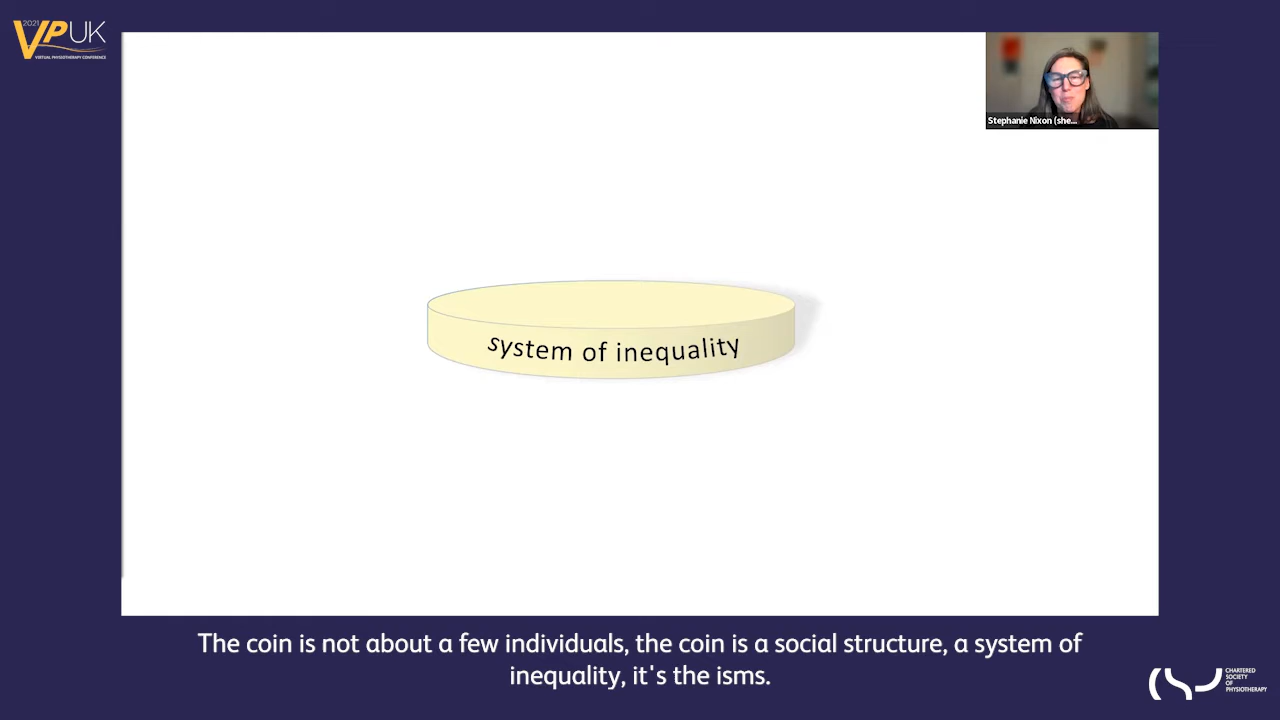 2021
VPUK
VIRTUAL PHYSIOTHERAPY CONFERENCE
Stephanie Nixon (she...
system of inequality
The coin is not about a few individuals, the coin is a social structure, a system of
inequality, it's the isms.
CHARTERED
SOCIETY
OF
PHYSIOTHERAPY